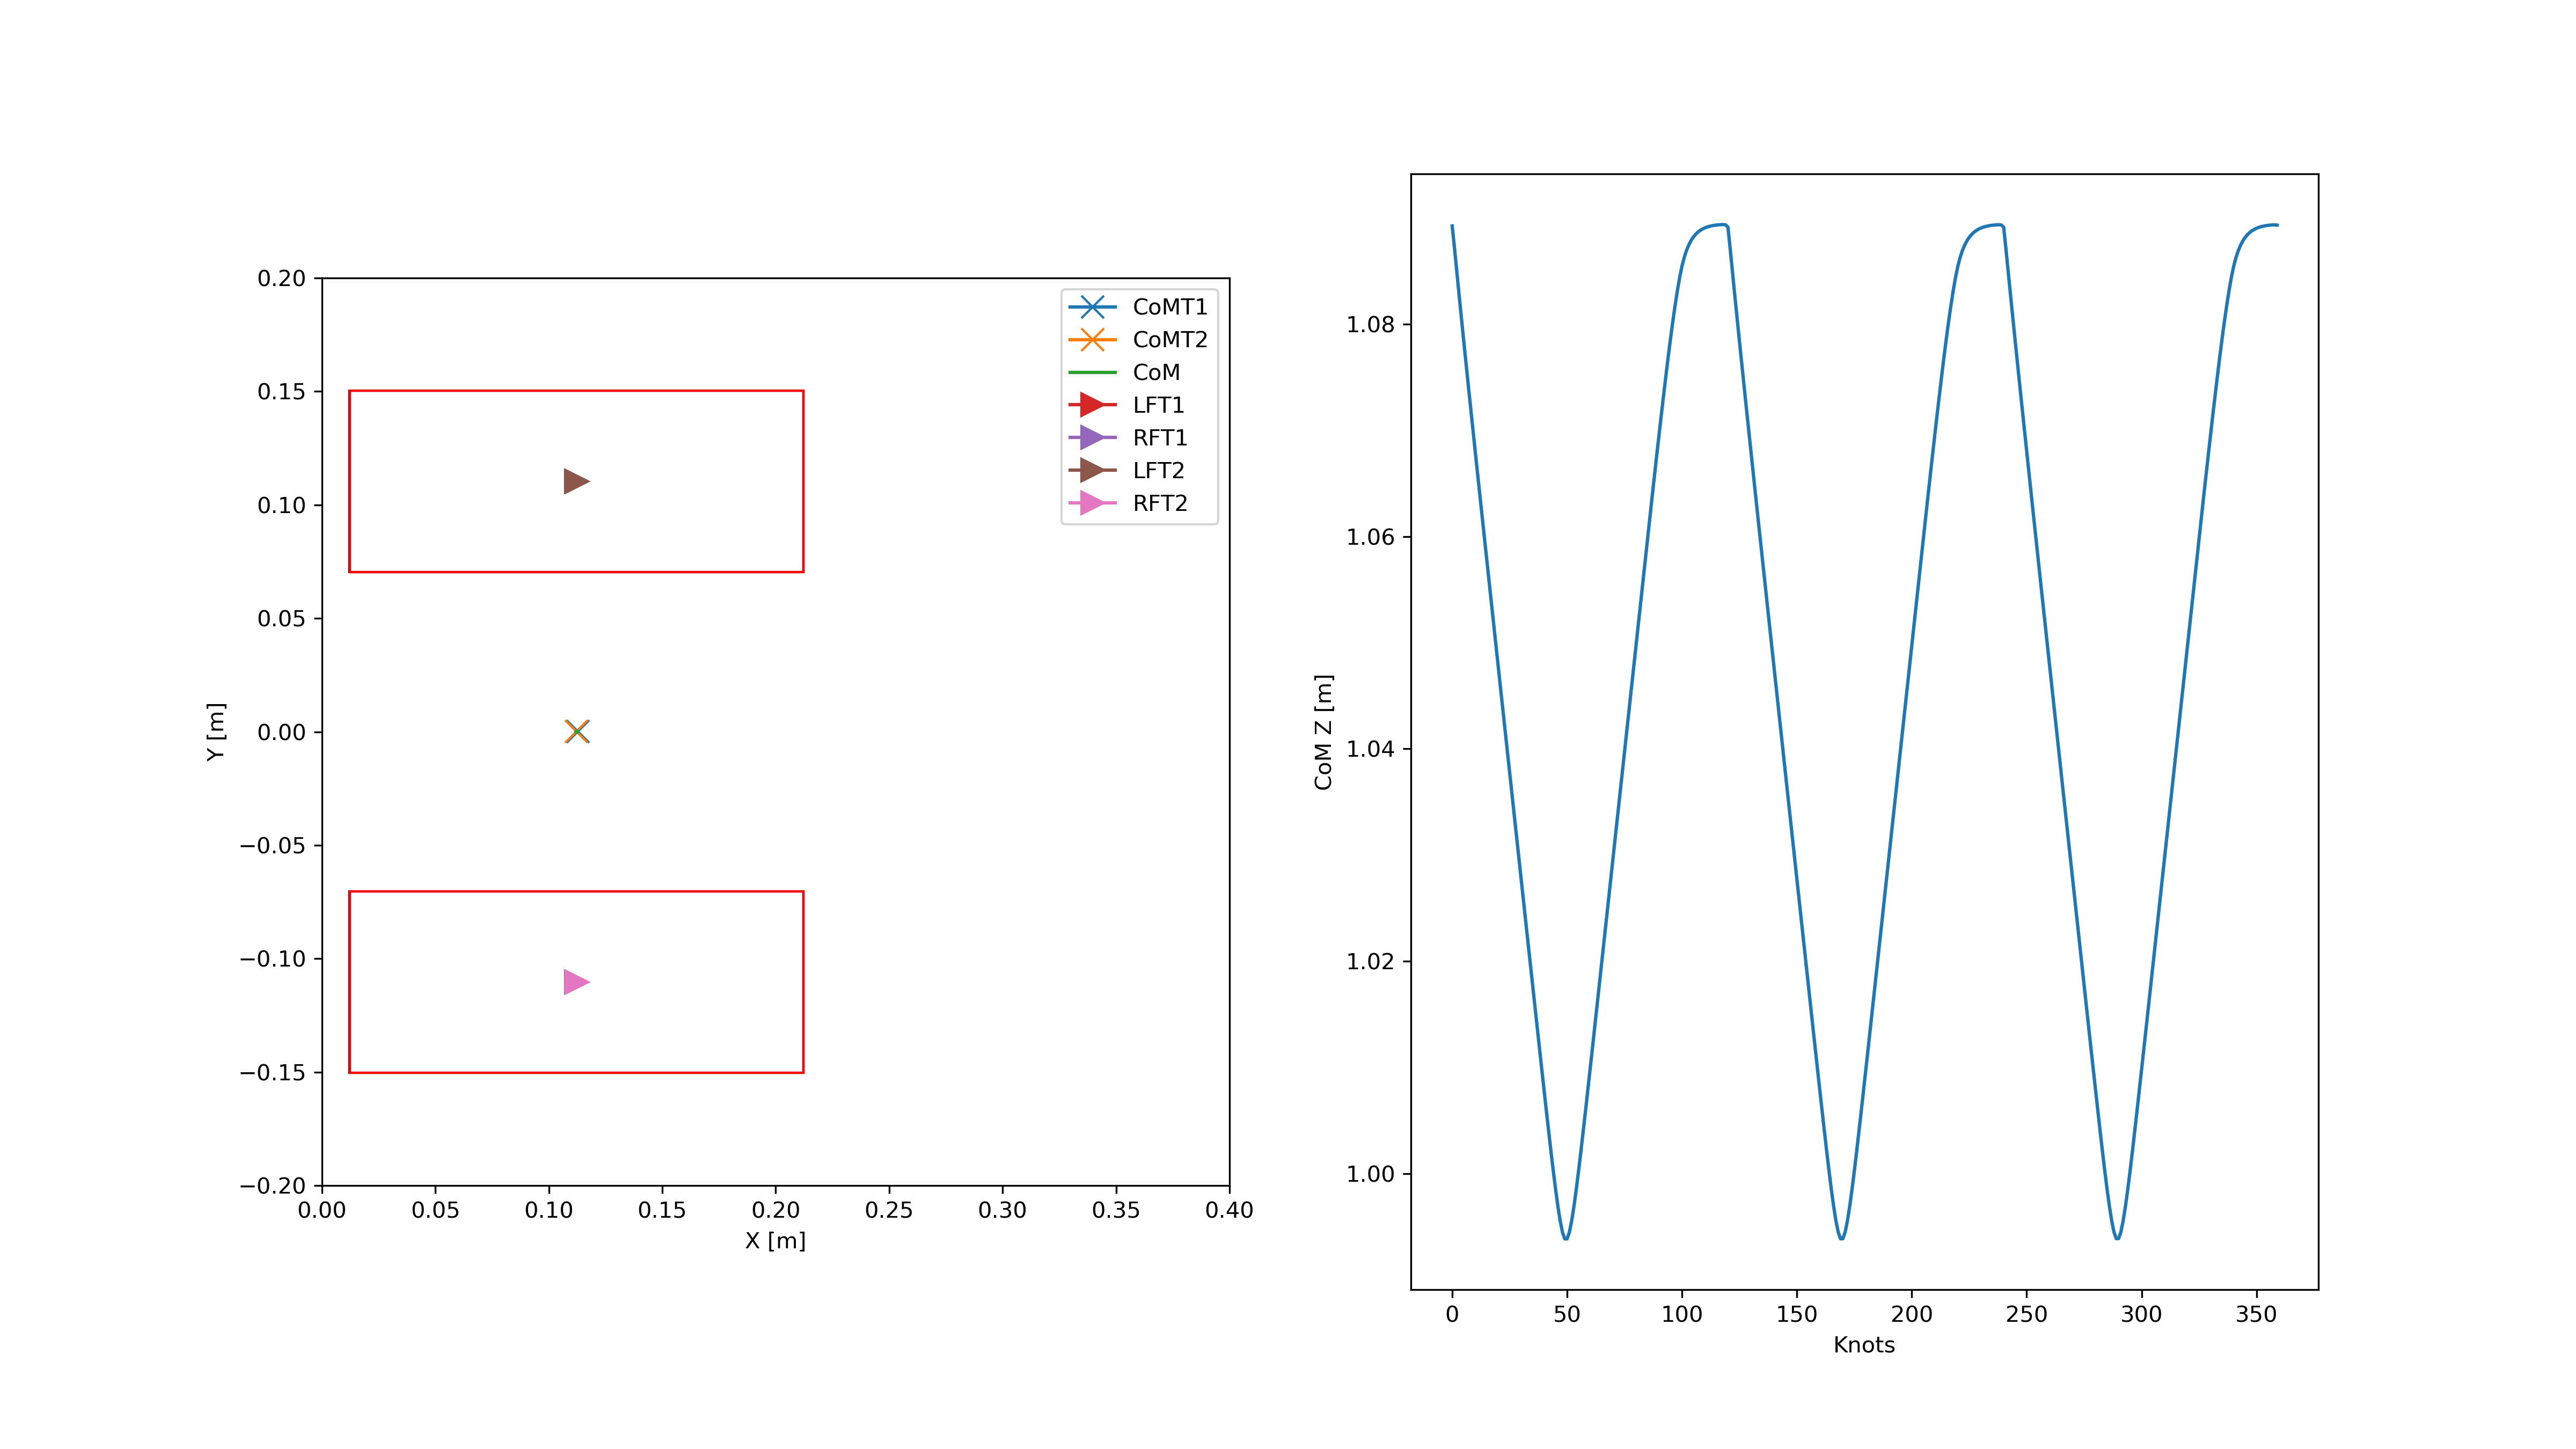 0.20
0.15
0.10
0.05
0.00
−0.05
−0.10
−0.15
−0.20
Y [m]
0.00 0.05 0.10 0.15 0.20 0.25 0.30 0.35 0.40
X [m]
CoMT1
CoMT2
CoM
LFT1
RFT1
LFT2
RFT2
1.08
1.06
1.04
1.02
1.00
CoM Z [m]
0 50 100 150 200 250 300 350
Knots